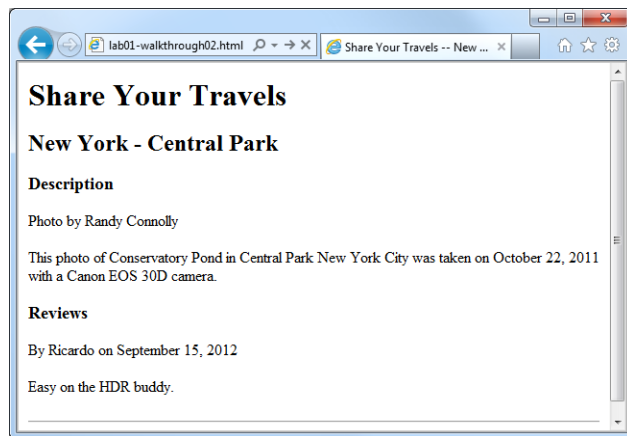 lab01-walkthrough02.html
Share Your Travels -- New ...
Share Your Travels
New York - Central Park
Description
Photo by Randy Connolly
This photo of Conservatory Pond in Central Park New York City was taken on October 22, 2011
with a Canon EOS 30D camera.
Reviews
By Ricardo on September 15, 2012
Easy on the HDR buddy.